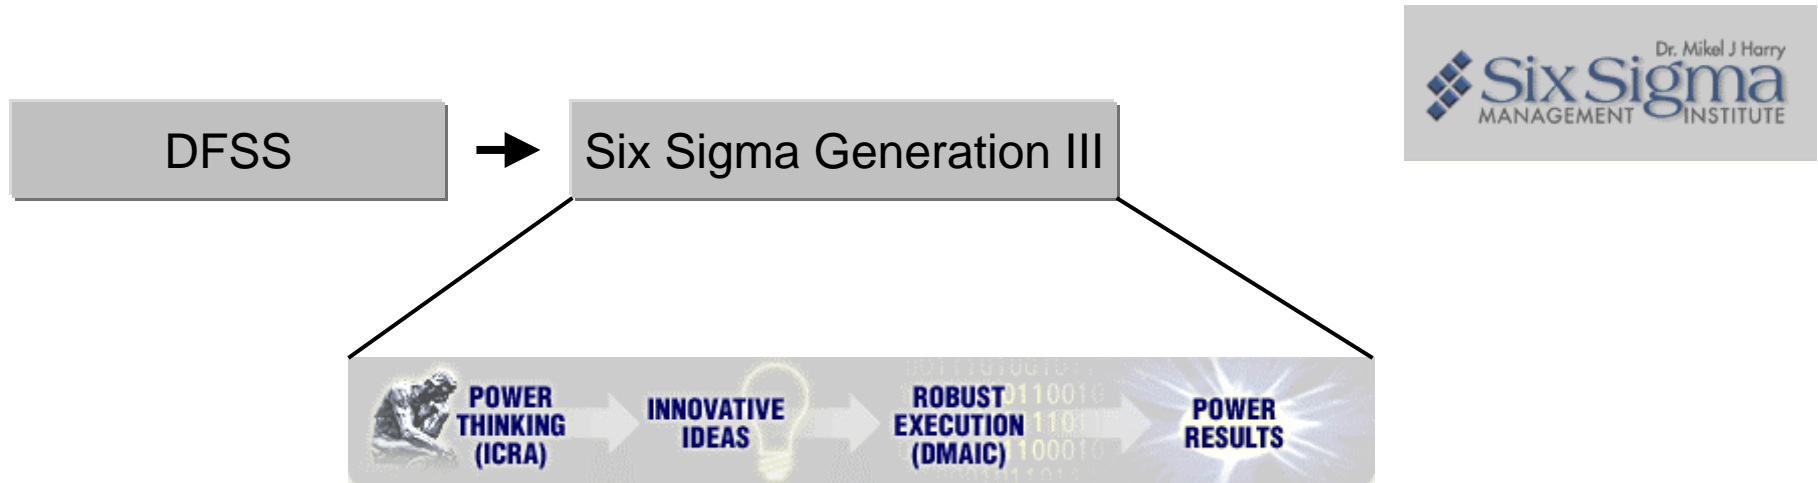 Dr. Mikel J Harry
Six Sigma
MANAGEMENT INSTITUTE
DFSS
Six Sigma Generation III
POWER
THINKING
(ICRA)
INNOVATIVE
IDEAS
ROBUST
EXECUTION
(DMAIC)
POWER
RESULTS